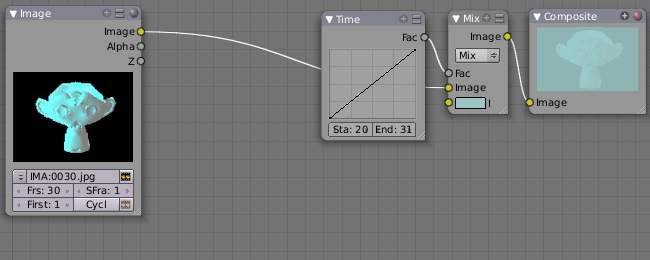 Image
Image
Alpha
Z
IMA:0030.jpg
Frs: 30 SFra: 1
First: 1 Cycl
Time
Fac
Sta: 20 End: 31
Mix
Image
Mix
Fac
Image
I
Composite
Image